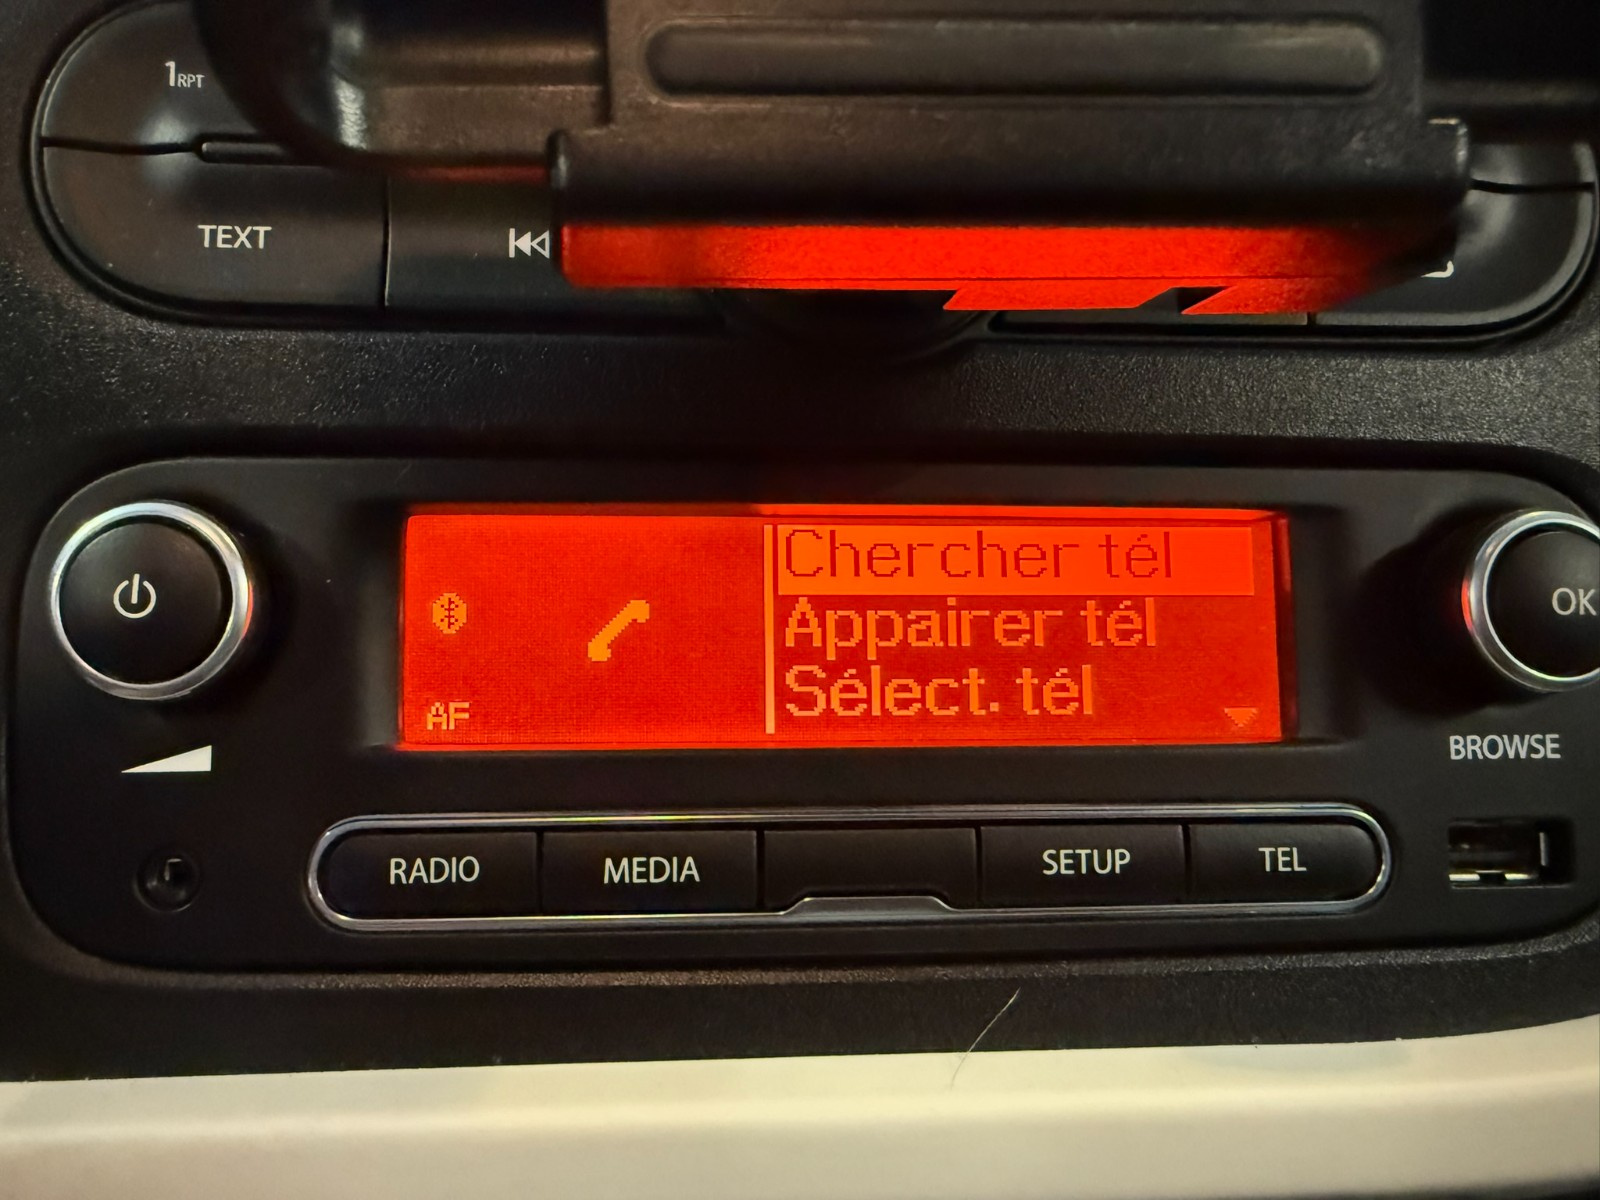 1RPT
TEXT
Chercher tél
Appairer tél
Sélect. tél
AF
OK
BROWSE
RADIO
MEDIA
SETUP
TEL